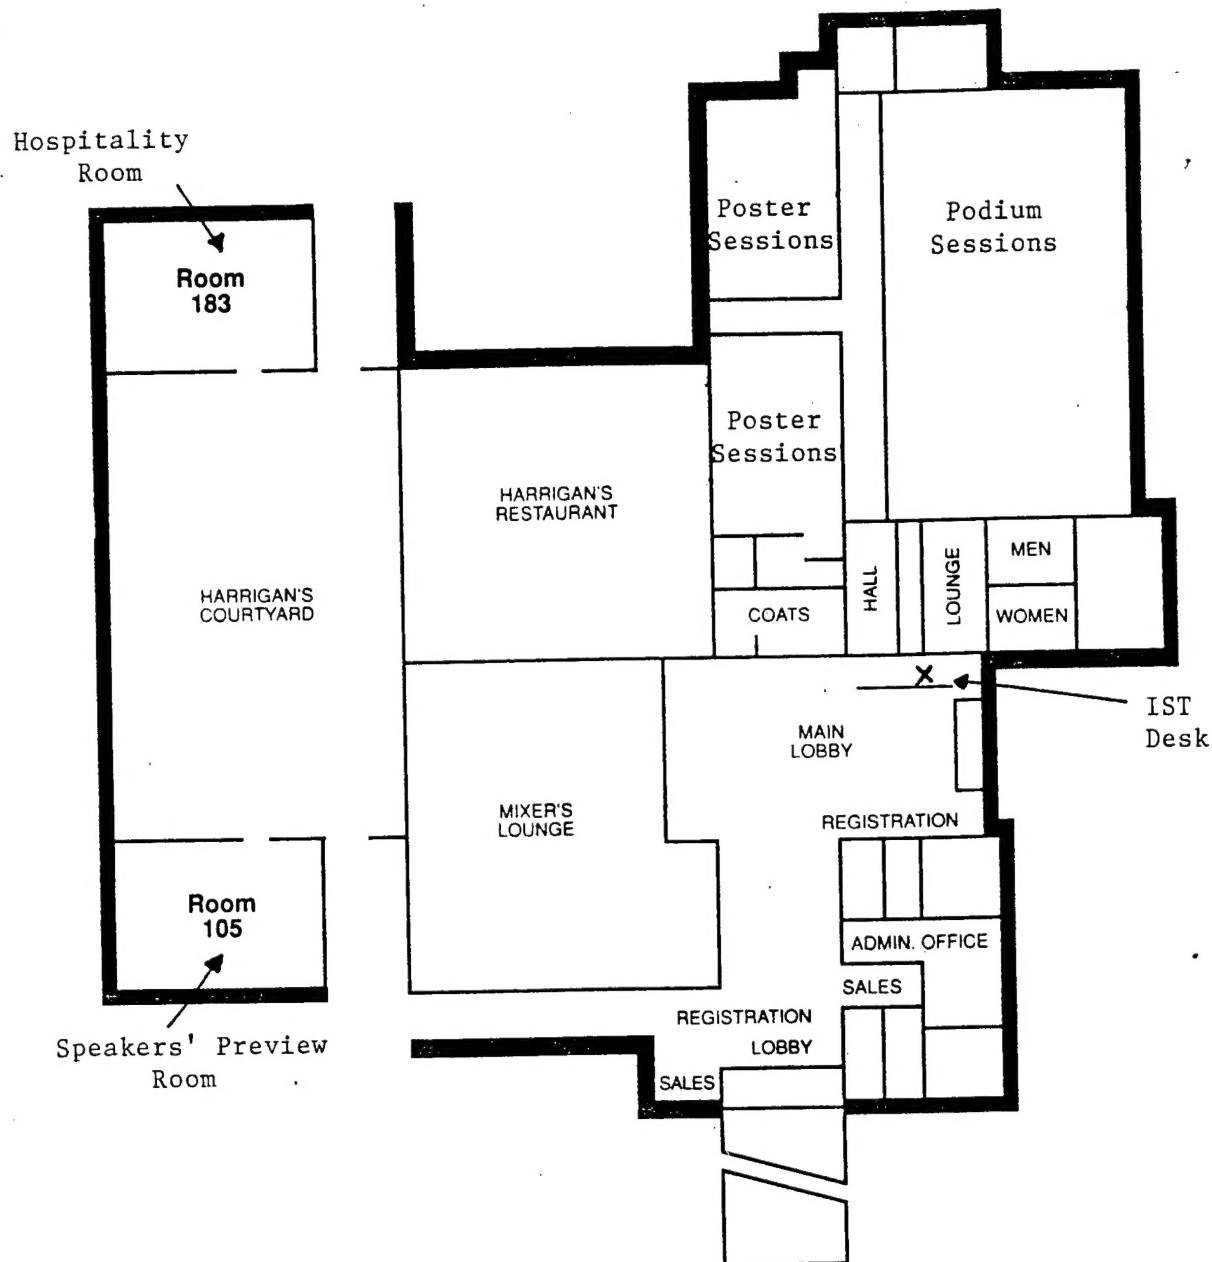 Hospitality
Room
Room
183
Poster
Sessions
Podium
Sessions
Poster
Sessions
HARRIGAN'S
RESTAURANT
HARRIGAN'S
COURTYARD
HALL
LOUNGE
MEN
WOMEN
COATS
X
IST
Desk
MAIN
LOBBY
MIXER'S
LOUNGE
REGISTRATION
Room
105
ADMIN. OFFICE
SALES
REGISTRATION
LOBBY
Speakers' Preview
Room
SALES